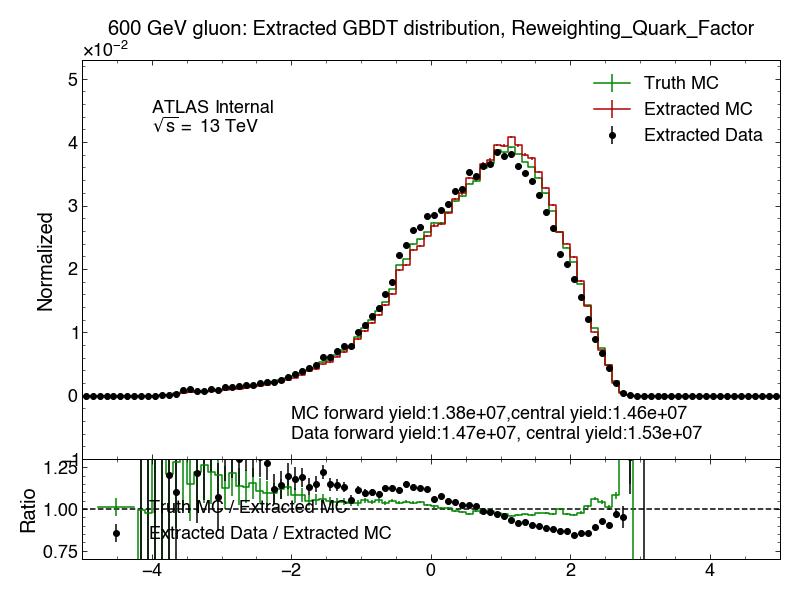 600 GeV gluon: Extracted GBDT distribution, Reweighting_Quark_Factor
×10⁻²
5
4
3
2
1
0
Normalized
ATLAS Internal
√s = 13 TeV
Truth MC
Extracted MC
Extracted Data
MC forward yield:1.38e+07,central yield:1.46e+07
Data forward yield:1.47e+07, central yield:1.53e+07
1.25
1.00
0.75
Ratio
Truth MC / Extracted MC
Extracted Data / Extracted MC
−4
−2
0
2
4